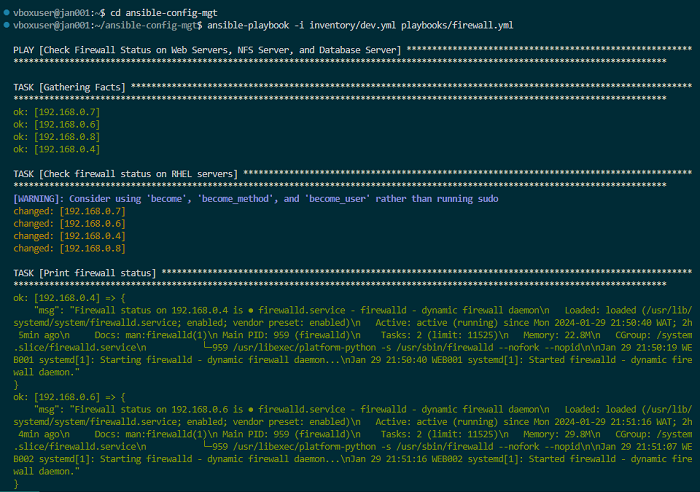 vboxuser@jan001:~$ cd ansible-config-mgt
vboxuser@jan001:~/ansible-config-mgt$ ansible-playbook -i inventory/dev.yml playbooks/firewall.yml
PLAY [Check Firewall Status on Web Servers, NFS Server, and Database Server] *********************************************************
*****************************************************************************************************************************
TASK [Gathering Facts] ***************************************************************************************************************
*****************************************************************************************************************************
ok: [192.168.0.7]
ok: [192.168.0.6]
ok: [192.168.0.8]
ok: [192.168.0.4]
TASK [Check firewall status on RHEL servers] *****************************************************************************************
*****************************************************************************************************************************
[WARNING]: Consider using 'become', 'become_method', and 'become_user' rather than running sudo
changed: [192.168.0.7]
changed: [192.168.0.6]
changed: [192.168.0.4]
changed: [192.168.0.8]
TASK [Print firewall status] *********************************************************************************************************
*****************************************************************************************************************************
ok: [192.168.0.4] => {
    "msg": "Firewall status on 192.168.0.4 is ● firewalld.service - firewalld - dynamic firewall daemon\n   Loaded: loaded (/usr/lib/
systemd/system/firewalld.service; enabled; vendor preset: enabled)\n   Active: active (running) since Mon 2024-01-29 21:50:40 WAT; 2h
 5min ago\n     Docs: man:firewalld(1)\n Main PID: 959 (firewalld)\n    Tasks: 2 (limit: 11525)\n   Memory: 22.8M\n   CGroup: /system
.slice/firewalld.service\n           └─959 /usr/libexec/platform-python -s /usr/sbin/firewalld --nofork --nopid\n\nJan 29 21:50:19 WE
B001 systemd[1]: Starting firewalld - dynamic firewall daemon...\nJan 29 21:50:40 WEB001 systemd[1]: Started firewalld - dynamic fire
wall daemon."
}
ok: [192.168.0.6] => {
    "msg": "Firewall status on 192.168.0.6 is ● firewalld.service - firewalld - dynamic firewall daemon\n   Loaded: loaded (/usr/lib/
systemd/system/firewalld.service; enabled; vendor preset: enabled)\n   Active: active (running) since Mon 2024-01-29 21:51:16 WAT; 2h
 4min ago\n     Docs: man:firewalld(1)\n Main PID: 959 (firewalld)\n    Tasks: 2 (limit: 11525)\n   Memory: 29.8M\n   CGroup: /system
.slice/firewalld.service\n           └─959 /usr/libexec/platform-python -s /usr/sbin/firewalld --nofork --nopid\n\nJan 29 21:51:07 WE
B002 systemd[1]: Starting firewalld - dynamic firewall daemon...\nJan 29 21:51:16 WEB002 systemd[1]: Started firewalld - dynamic fire
wall daemon."
}